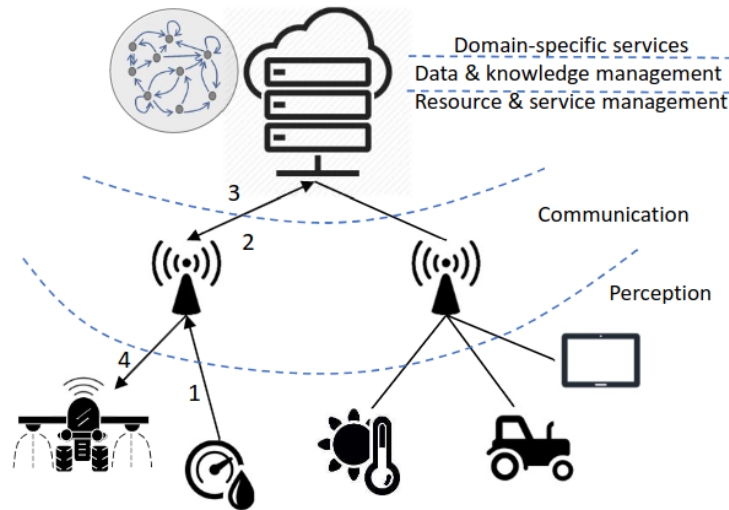 Domain-specific services
Data & knowledge management
Resource & service management
3
2
Communication
Perception
4
1